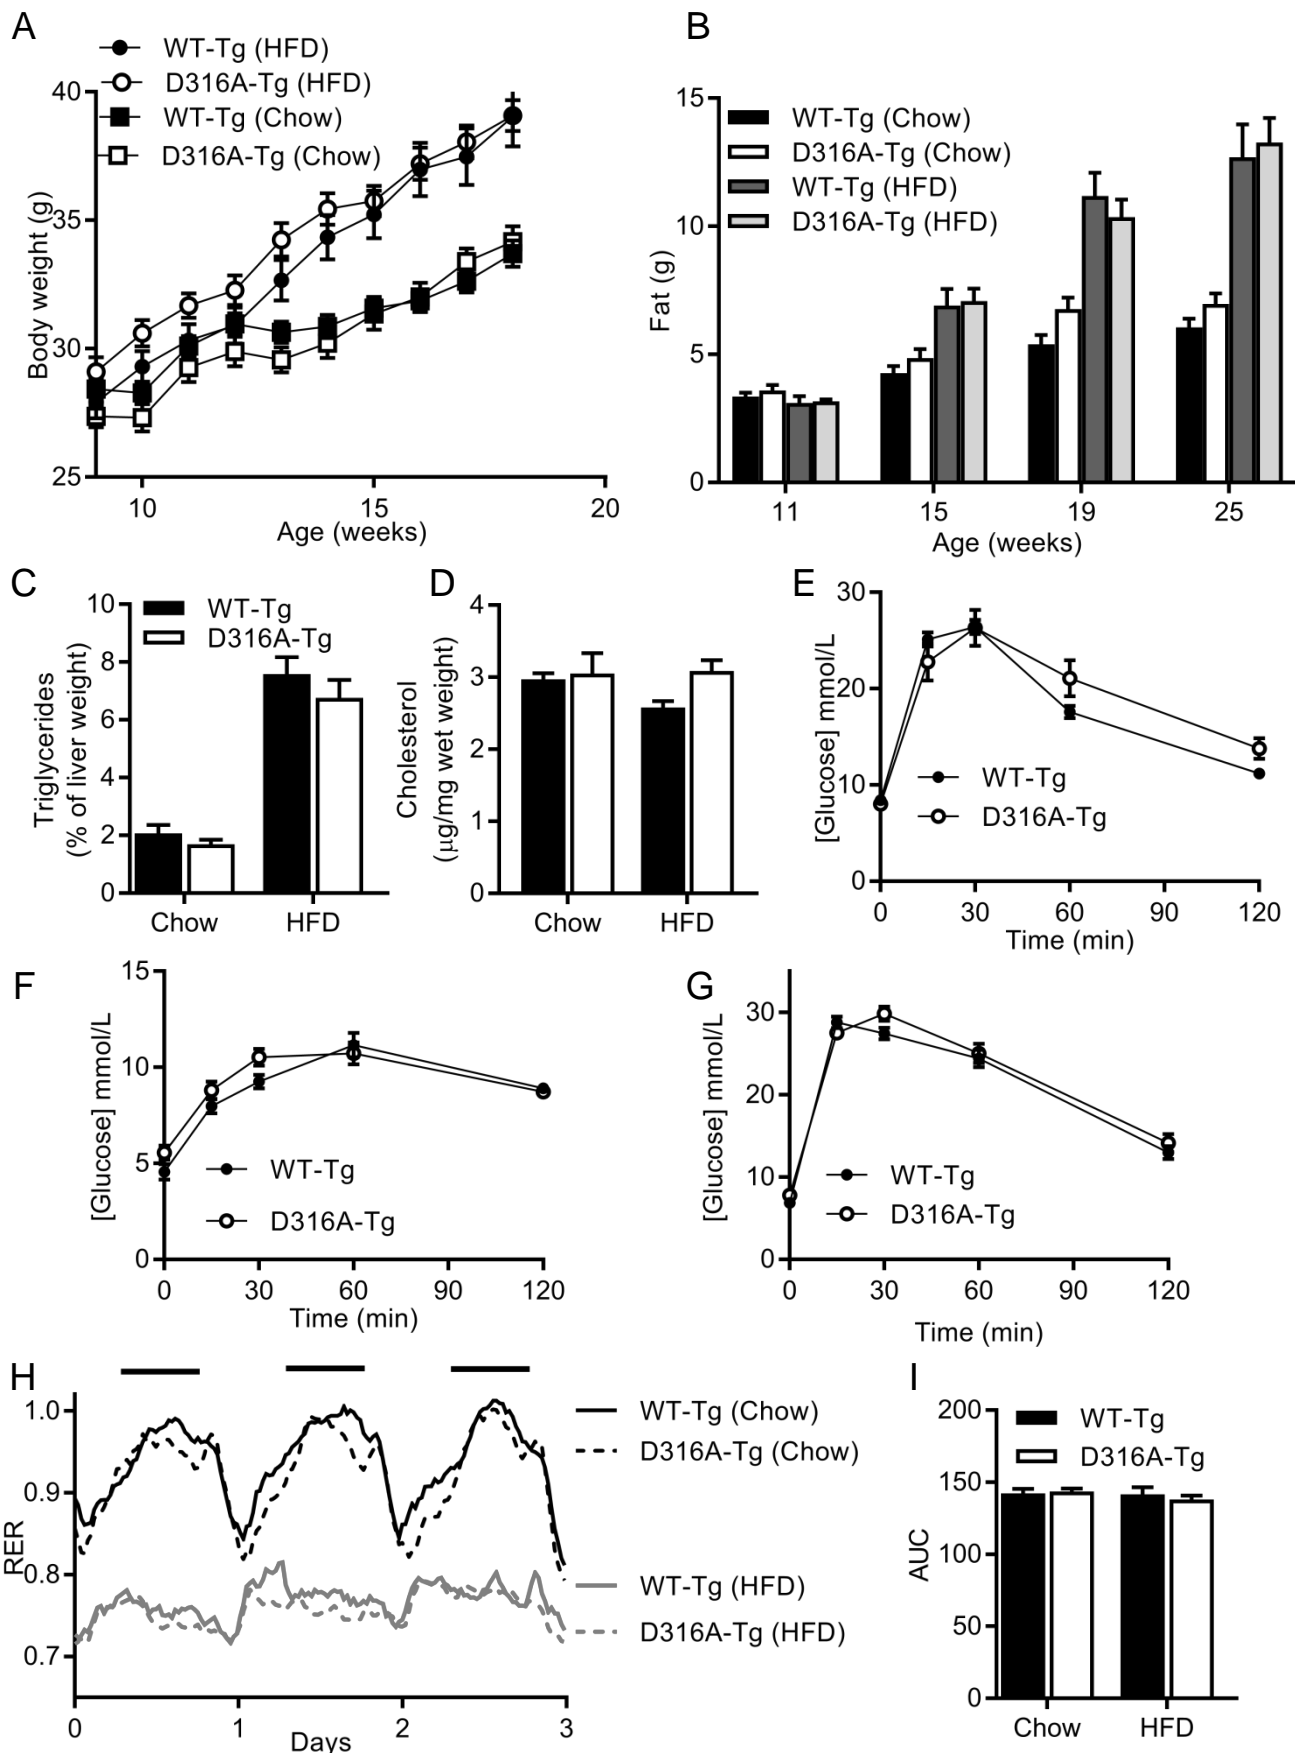 A
WT-Tg (HFD)
D316A-Tg (HFD)
WT-Tg (Chow)
D316A-Tg (Chow)
40
35
30
25
Body weight (g)
10
15
20
Age (weeks)
B
WT-Tg (Chow)
D316A-Tg (Chow)
WT-Tg (HFD)
D316A-Tg (HFD)
15
10
5
0
Fat (g)
11
15
19
25
Age (weeks)
C
WT-Tg
D316A-Tg
10
8
6
4
2
0
Triglycerides
(% of liver weight)
Chow
HFD
D
4
3
2
1
0
Cholesterol
(μg/mg wet weight)
Chow
HFD
E
30
20
10
0
[Glucose] mmol/L
WT-Tg
D316A-Tg
0
30
60
90
120
Time (min)
F
15
10
5
0
[Glucose] mmol/L
WT-Tg
D316A-Tg
0
30
60
90
120
Time (min)
G
30
20
10
0
[Glucose] mmol/L
WT-Tg
D316A-Tg
0
30
60
90
120
Time (min)
H
1.0
0.9
0.8
0.7
RER
WT-Tg (Chow)
D316A-Tg (Chow)
WT-Tg (HFD)
D316A-Tg (HFD)
0
1
2
3
Days
I
200
150
100
50
0
AUC
WT-Tg
D316A-Tg
Chow
HFD